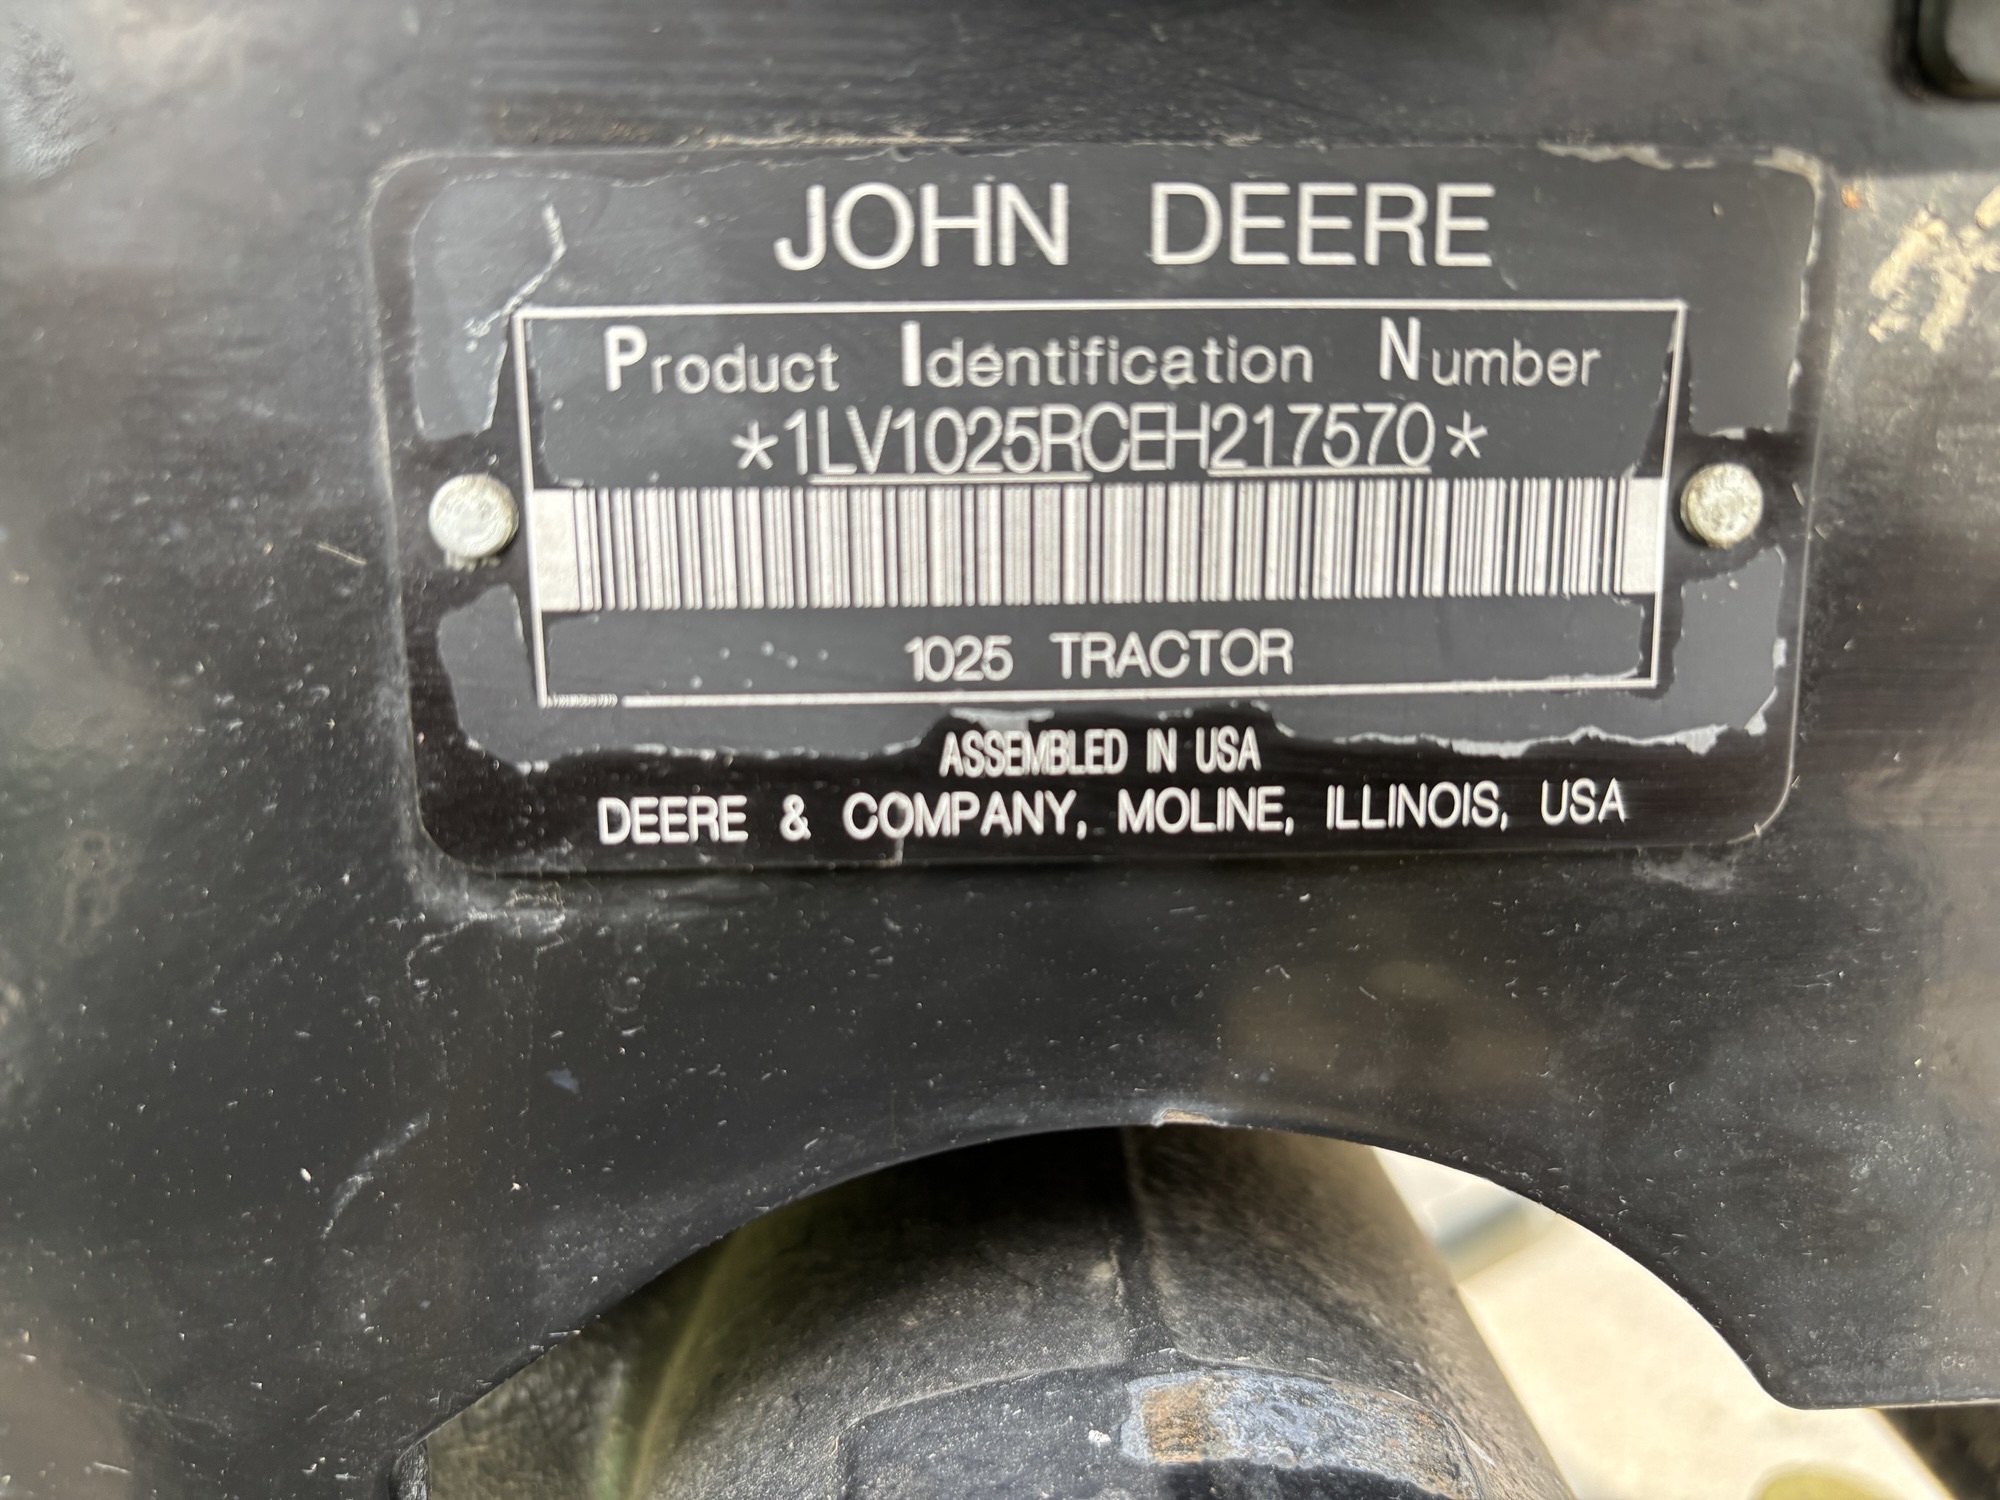 JOHN DEERE
Product Identification Number
*1LV1025RCEH217570*
1025 TRACTOR
ASSEMBLED IN USA
DEERE & COMPANY, MOLINE, ILLINOIS, USA